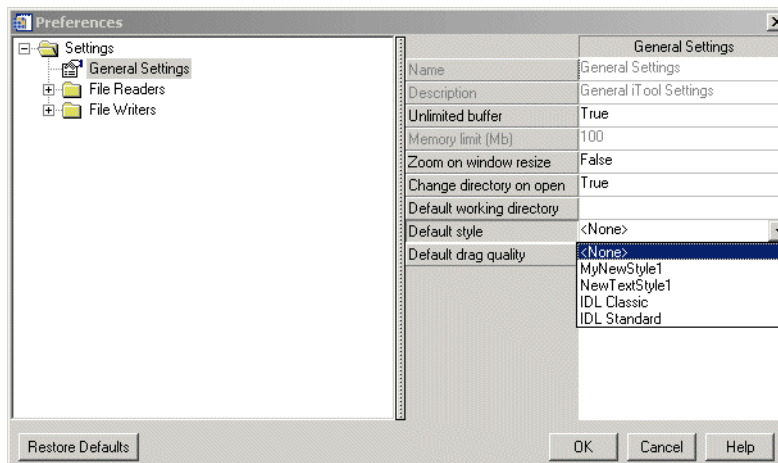 Preferences
Settings
General Settings
File Readers
File Writers
General Settings
Name General Settings
Description General iTool Settings
Unlimited buffer True
Memory limit (Mb) 100
Zoom on window resize False
Change directory on open True
Default working directory
Default style <None>
Default drag quality
<None>
MyNewStyle1
NewTextStyle1
IDL Classic
IDL Standard
Restore Defaults OK Cancel Help